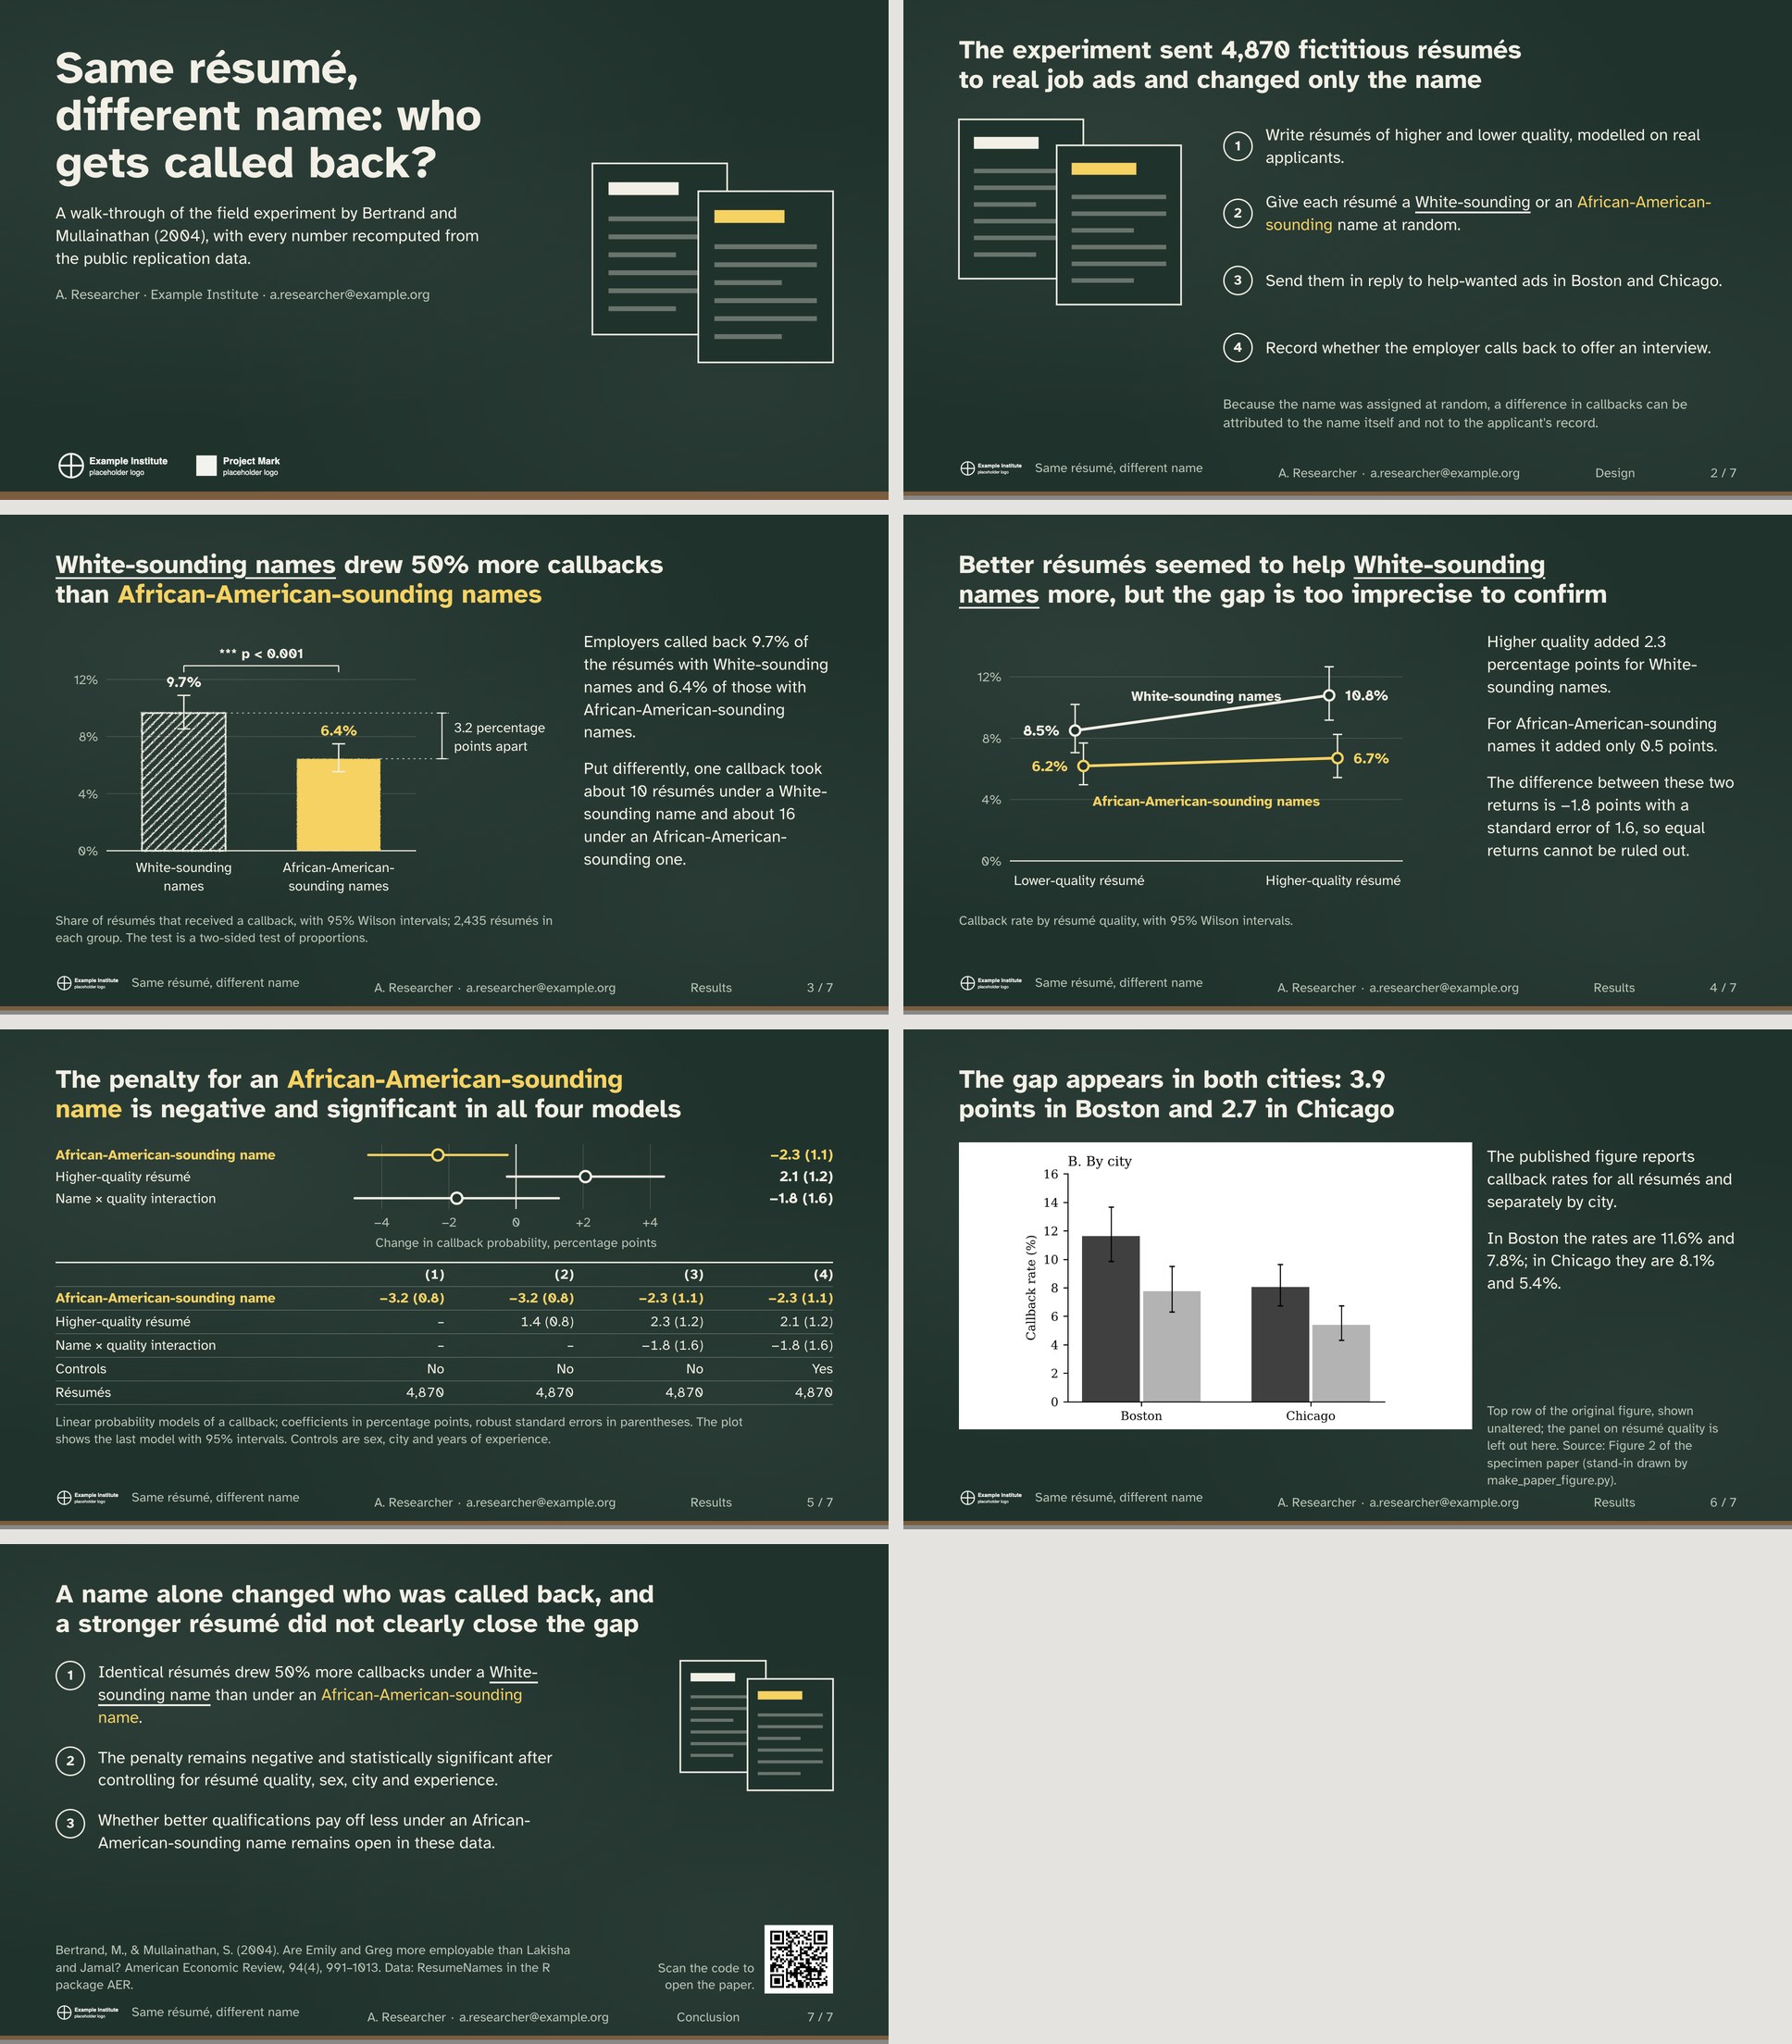 Same résumé,
different name: who
gets called back?
A walk-through of the field experiment by Bertrand and
Mullainathan (2004), with every number recomputed from
the public replication data.
A. Researcher · Example Institute · a.researcher@example.org
Example Institute
placeholder logo
Project Mark
placeholder logo
The experiment sent 4,870 fictitious résumés
to real job ads and changed only the name
1
Write résumés of higher and lower quality, modelled on real
applicants.
2
Give each résumé a White-sounding or an African-American-
sounding name at random.
3
Send them in reply to help-wanted ads in Boston and Chicago.
4
Record whether the employer calls back to offer an interview.
Because the name was assigned at random, a difference in callbacks can be
attributed to the name itself and not to the applicant's record.
Example Institute
placeholder logo
Same résumé, different name
A. Researcher · a.researcher@example.org
Design
2 / 7
White-sounding names drew 50% more callbacks
than African-American-sounding names
*** p < 0.001
12%
9.7%
8%
6.4%
3.2 percentage
points apart
4%
0%
White-sounding
names
African-American-
sounding names
Employers called back 9.7% of
the résumés with White-sounding
names and 6.4% of those with
African-American-sounding
names.
Put differently, one callback took
about 10 résumés under a White-
sounding name and about 16
under an African-American-
sounding one.
Share of résumés that received a callback, with 95% Wilson intervals; 2,435 résumés in
each group. The test is a two-sided test of proportions.
Example Institute
placeholder logo
Same résumé, different name
A. Researcher · a.researcher@example.org
Results
3 / 7
Better résumés seemed to help White-sounding
names more, but the gap is too imprecise to confirm
12%
White-sounding names
10.8%
8.5%
8%
6.2%
6.7%
4%
African-American-sounding names
0%
Lower-quality résumé
Higher-quality résumé
Higher quality added 2.3
percentage points for White-
sounding names.
For African-American-sounding
names it added only 0.5 points.
The difference between these two
returns is −1.8 points with a
standard error of 1.6, so equal
returns cannot be ruled out.
Callback rate by résumé quality, with 95% Wilson intervals.
Example Institute
placeholder logo
Same résumé, different name
A. Researcher · a.researcher@example.org
Results
4 / 7
The penalty for an African-American-sounding
name is negative and significant in all four models
African-American-sounding name −2.3 (1.1)
Higher-quality résumé 2.1 (1.2)
Name × quality interaction −1.8 (1.6)
−4 −2 0 +2 +4
Change in callback probability, percentage points
(1) (2) (3) (4)
African-American-sounding name −3.2 (0.8) −3.2 (0.8) −2.3 (1.1) −2.3 (1.1)
Higher-quality résumé – 1.4 (0.8) 2.3 (1.2) 2.1 (1.2)
Name × quality interaction – – −1.8 (1.6) −1.8 (1.6)
Controls No No No Yes
Résumés 4,870 4,870 4,870 4,870
Linear probability models of a callback; coefficients in percentage points, robust standard errors in parentheses. The plot
shows the last model with 95% intervals. Controls are sex, city and years of experience.
Example Institute
placeholder logo
Same résumé, different name
A. Researcher · a.researcher@example.org
Results
5 / 7
The gap appears in both cities: 3.9
points in Boston and 2.7 in Chicago
B. By city
Callback rate (%)
16
14
12
10
8
6
4
2
0
Boston
Chicago
The published figure reports
callback rates for all résumés and
separately by city.
In Boston the rates are 11.6% and
7.8%; in Chicago they are 8.1%
and 5.4%.
Top row of the original figure, shown
unaltered; the panel on résumé quality is
left out here. Source: Figure 2 of the
specimen paper (stand-in drawn by
make_paper_figure.py).
Example Institute
placeholder logo
Same résumé, different name
A. Researcher · a.researcher@example.org
Results
6 / 7
A name alone changed who was called back, and
a stronger résumé did not clearly close the gap
1
Identical résumés drew 50% more callbacks under a White-
sounding name than under an African-American-sounding
name.
2
The penalty remains negative and statistically significant after
controlling for résumé quality, sex, city and experience.
3
Whether better qualifications pay off less under an African-
American-sounding name remains open in these data.
Bertrand, M., & Mullainathan, S. (2004). Are Emily and Greg more employable than Lakisha
and Jamal? American Economic Review, 94(4), 991–1013. Data: ResumeNames in the R
package AER.
Scan the code to
open the paper.
Example Institute
placeholder logo
Same résumé, different name
A. Researcher · a.researcher@example.org
Conclusion
7 / 7